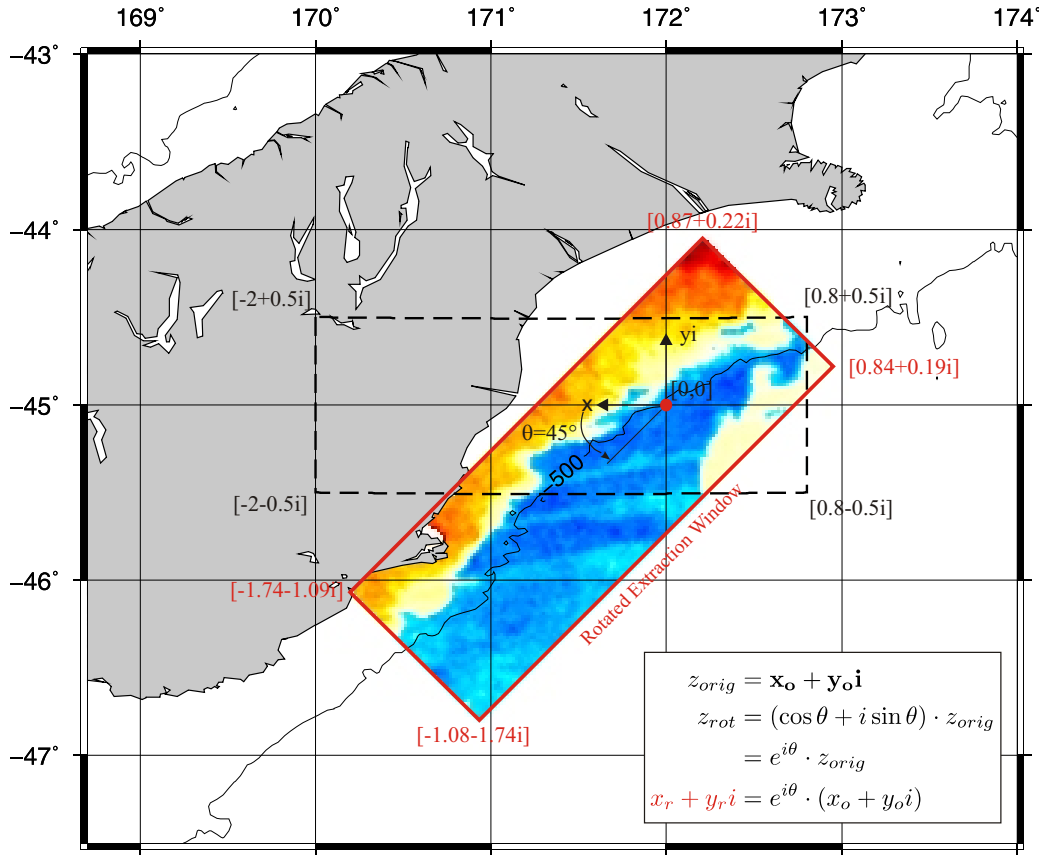 169° 170° 171° 172° 173° 174°
−43°
−44°
[0.87+0.22i]
[-2+0.5i] [0.8+0.5i]
yi
[0.84+0.19i]
[0,0]
−45°
x
θ=45°
500
[-2-0.5i] [0.8-0.5i]
Rotated Extraction Window
−46°
[-1.74-1.09i]
[-1.08-1.74i]
−47°
z_orig = x_o + y_o i
z_rot = (cos θ + i sin θ) · z_orig
= e^{iθ} · z_orig
x_r + y_r i = e^{iθ} · (x_o + y_o i)